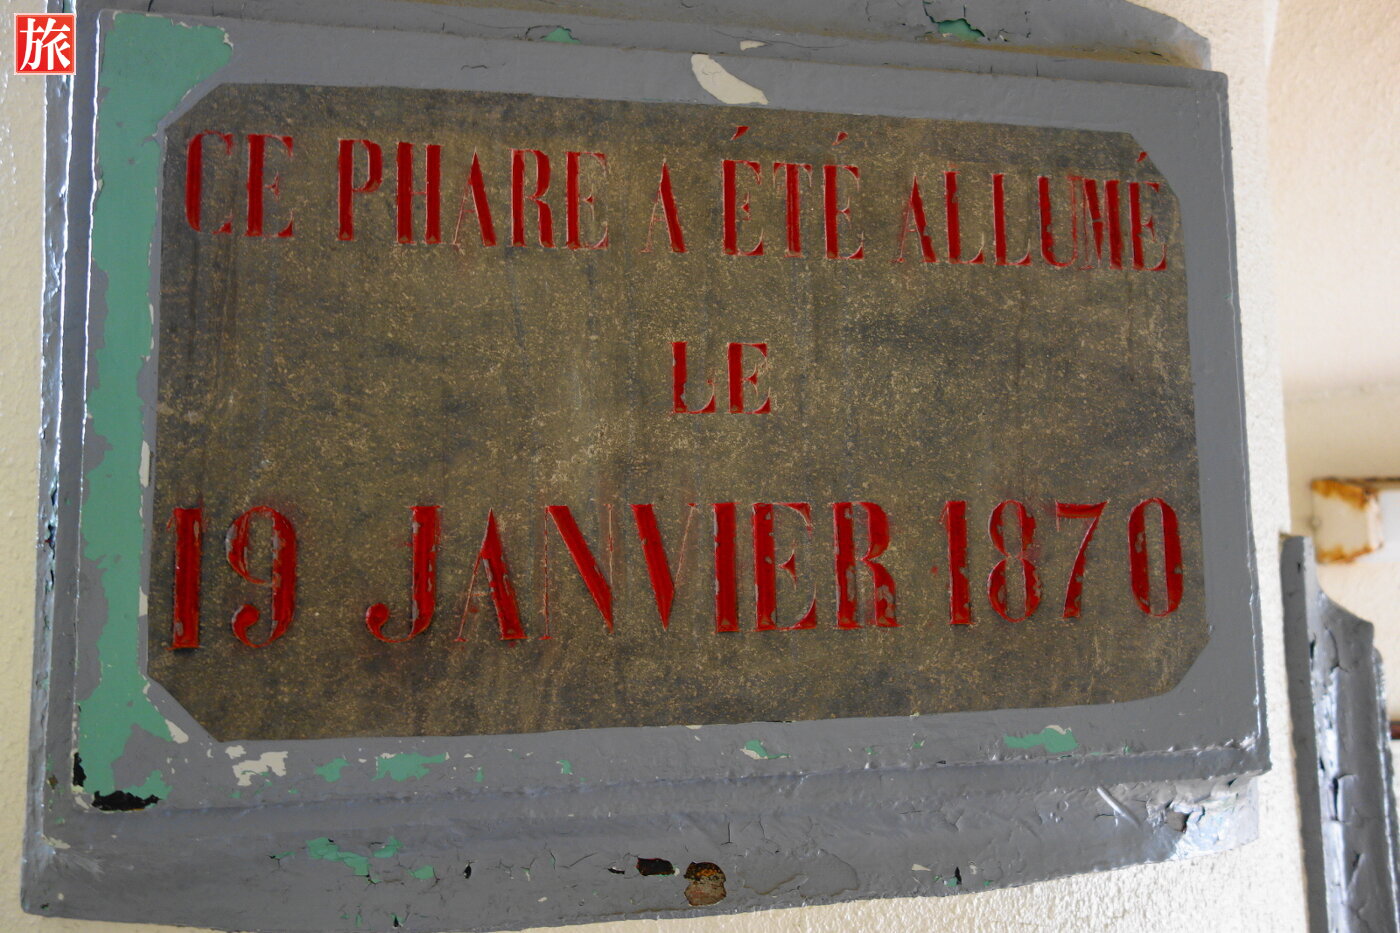 旅
CE PHARE A ÉTÉ ALLUMÉ
LE
19 JANVIER 1870